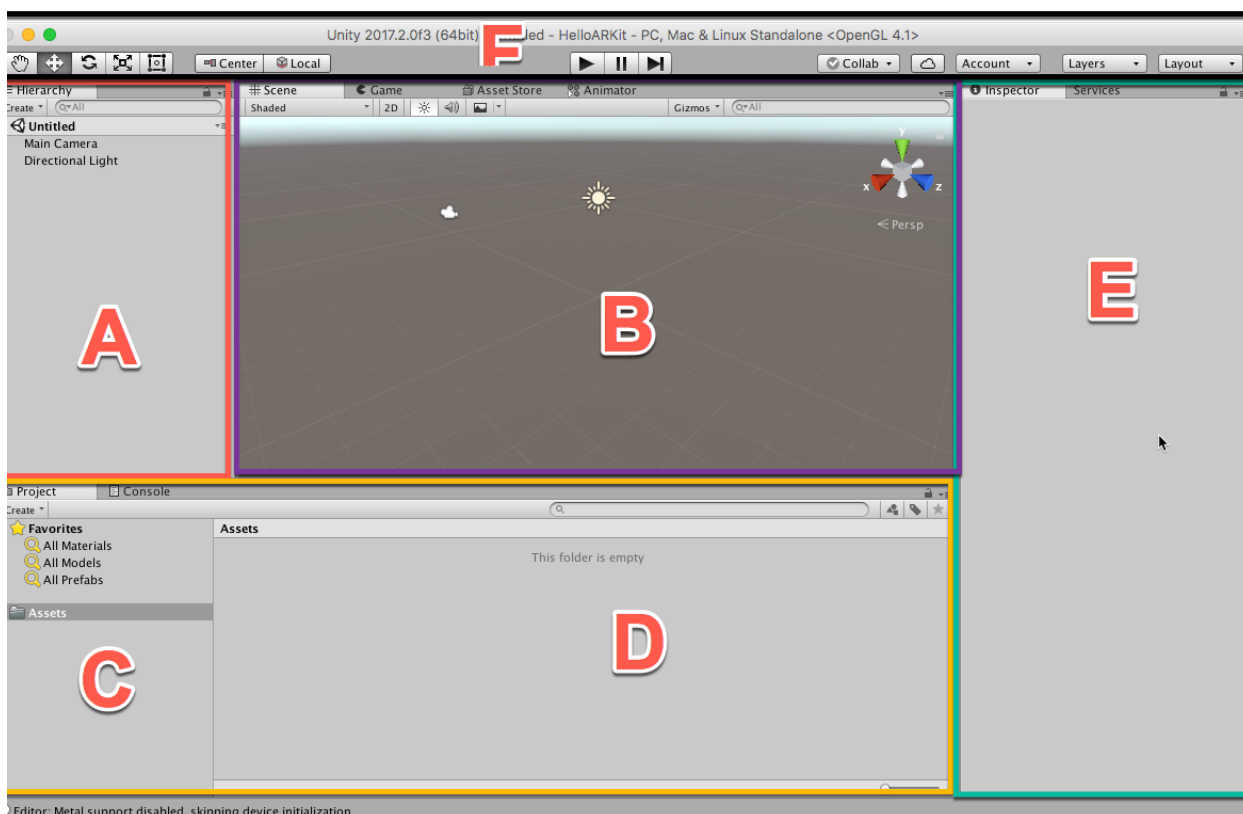 Unity 2017.2.0f3 (64bit) - HelloARKit - PC, Mac & Linux Standalone <OpenGL 4.1>
F
Center Local Collab Account Layers Layout
Hierarchy # Scene Game Asset Store Animator Inspector Services
Create All Shaded 2D Gizmos All
Untitled
Main Camera
Directional Light
y
x z
Persp
A
B
E
Project Console
Create
Favorites Assets
All Materials
All Models
All Prefabs
This folder is empty
Assets
C
D
Editor: Metal support disabled, skipping device initialization